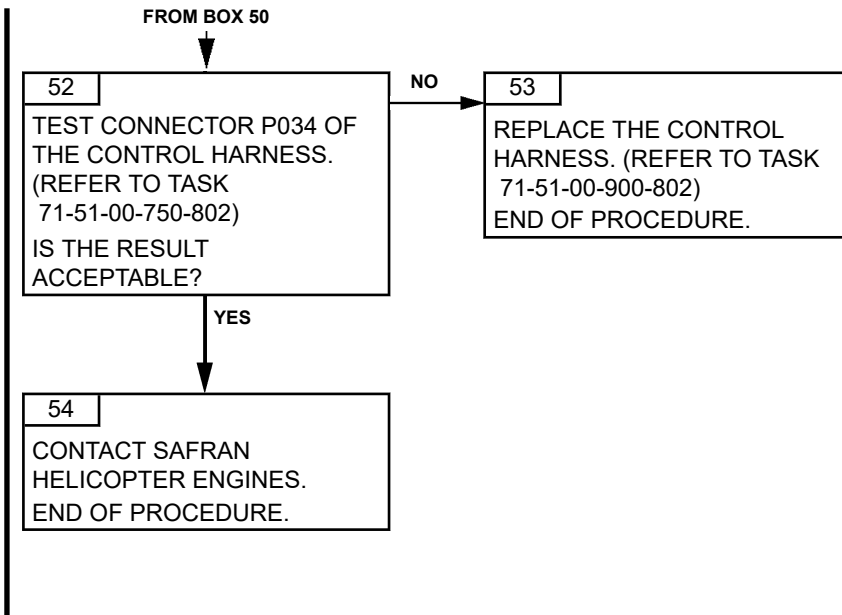 FROM BOX 50
52
TEST CONNECTOR P034 OF
THE CONTROL HARNESS.
(REFER TO TASK
71-51-00-750-802)
IS THE RESULT
ACCEPTABLE?
NO
53
REPLACE THE CONTROL
HARNESS. (REFER TO TASK
71-51-00-900-802)
END OF PROCEDURE.
YES
54
CONTACT SAFRAN
HELICOPTER ENGINES.
END OF PROCEDURE.